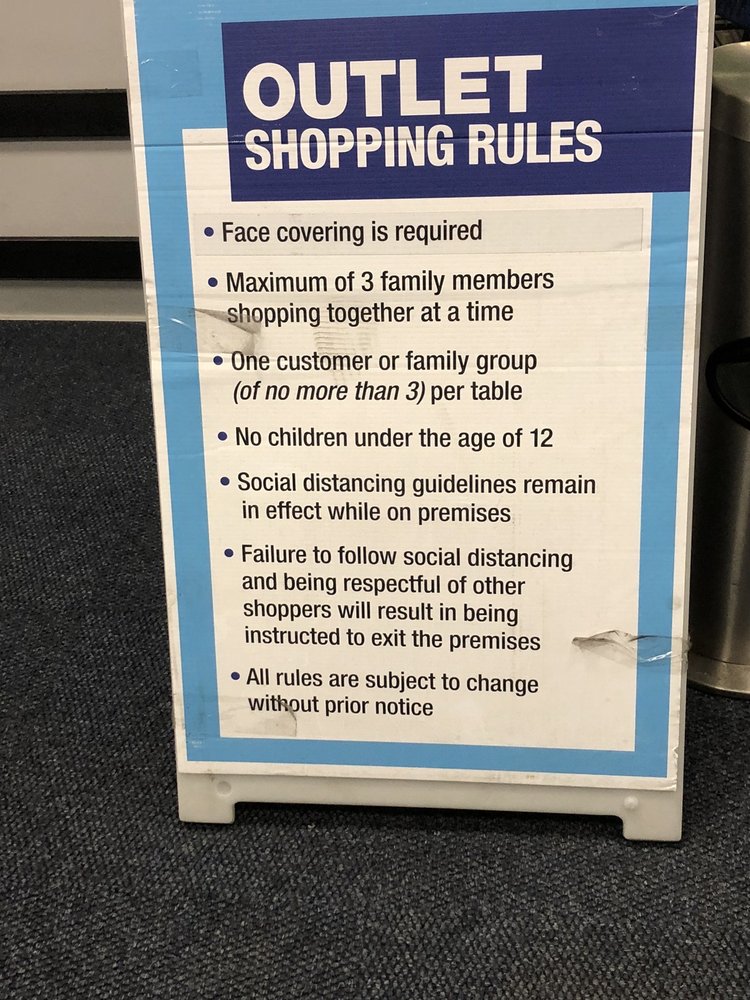 OUTLET
SHOPPING RULES
• Face covering is required
• Maximum of 3 family members
shopping together at a time
• One customer or family group
(of no more than 3) per table
• No children under the age of 12
• Social distancing guidelines remain
in effect while on premises
• Failure to follow social distancing
and being respectful of other
shoppers will result in being
instructed to exit the premises
• All rules are subject to change
without prior notice